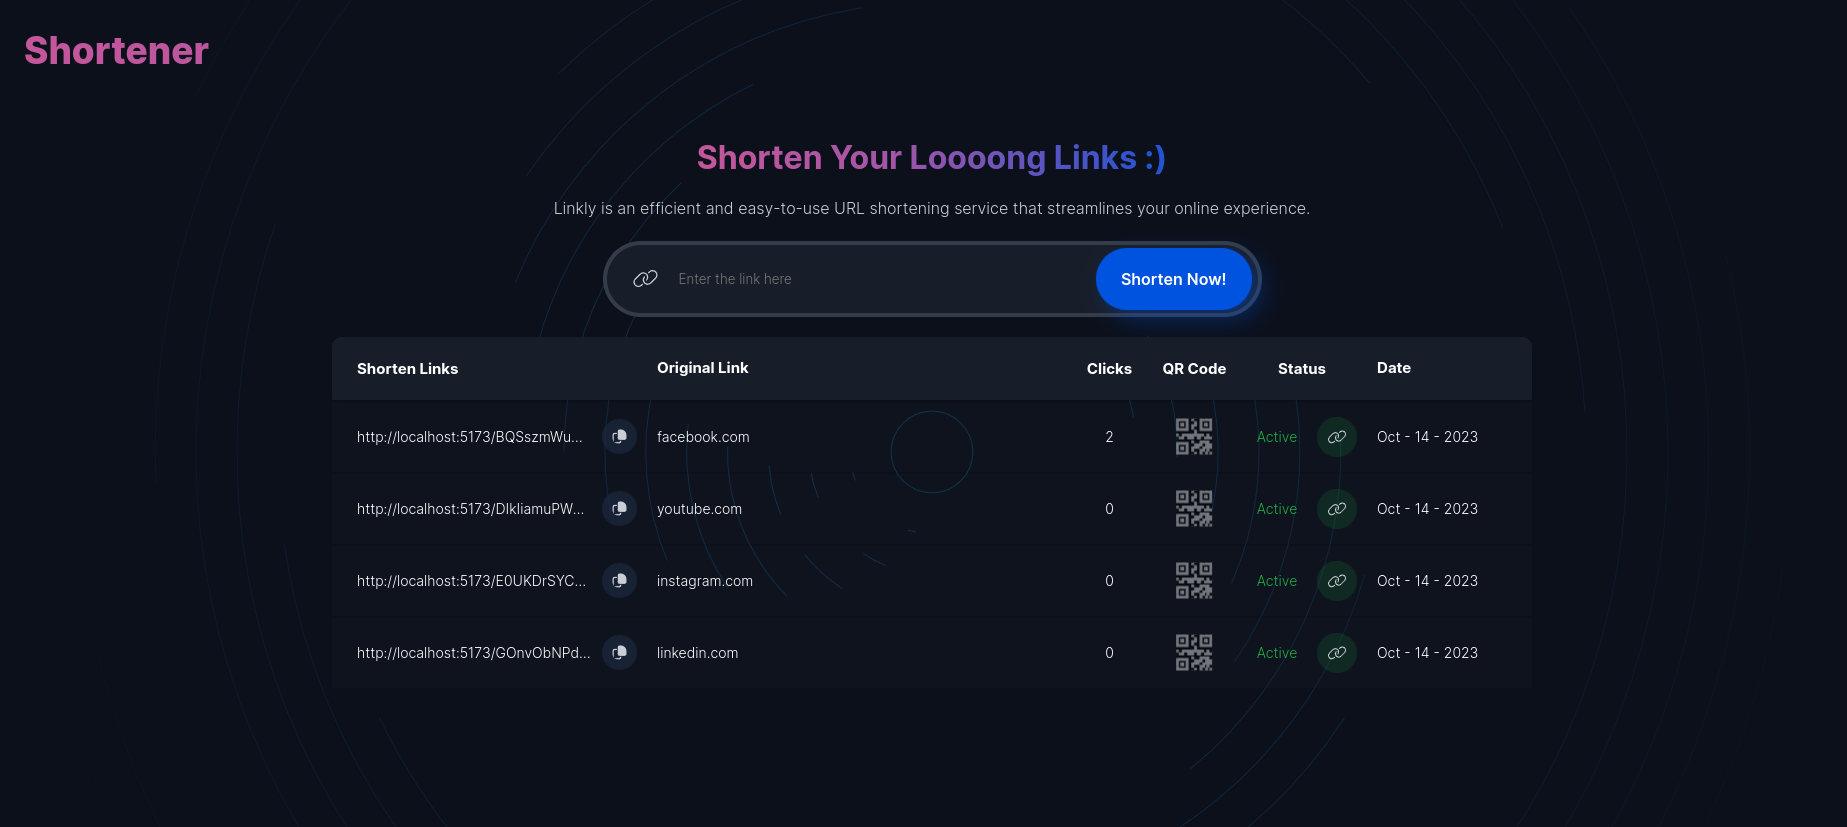 Shortener
Shorten Your Loooong Links :)
Linkly is an efficient and easy-to-use URL shortening service that streamlines your online experience.
Enter the link here
Shorten Now!
Shorten Links Original Link Clicks QR Code Status Date
http://localhost:5173/BQSszmWu... facebook.com 2 Active Oct - 14 - 2023
http://localhost:5173/DlkliamuPW... youtube.com 0 Active Oct - 14 - 2023
http://localhost:5173/E0UKDrSYC... instagram.com 0 Active Oct - 14 - 2023
http://localhost:5173/GOnvObNPd... linkedin.com 0 Active Oct - 14 - 2023